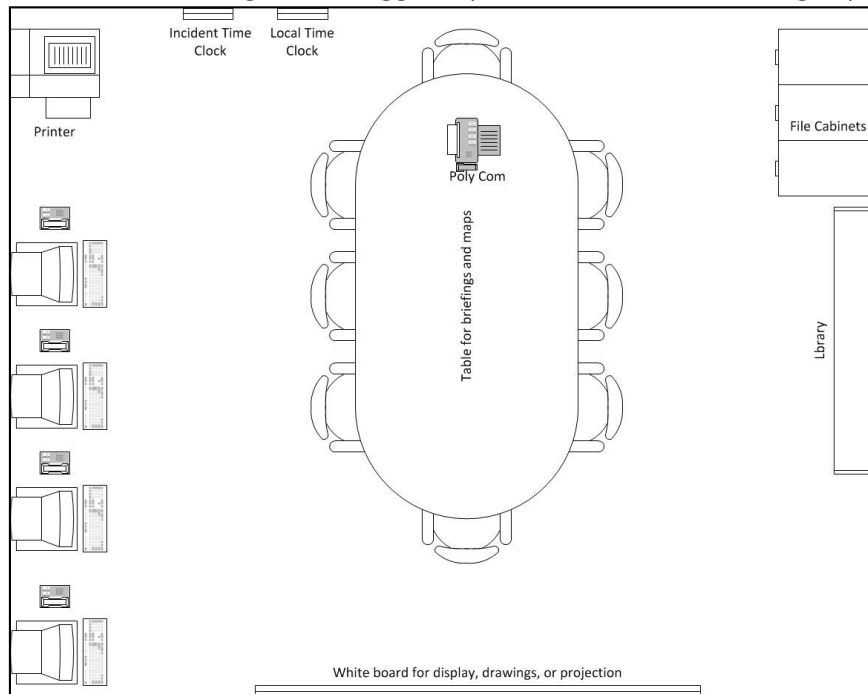 Incident Time
Clock
Local Time
Clock
Printer
File Cabinets
Poly Com
Table for briefings and maps
Lbrary
White board for display, drawings, or projection